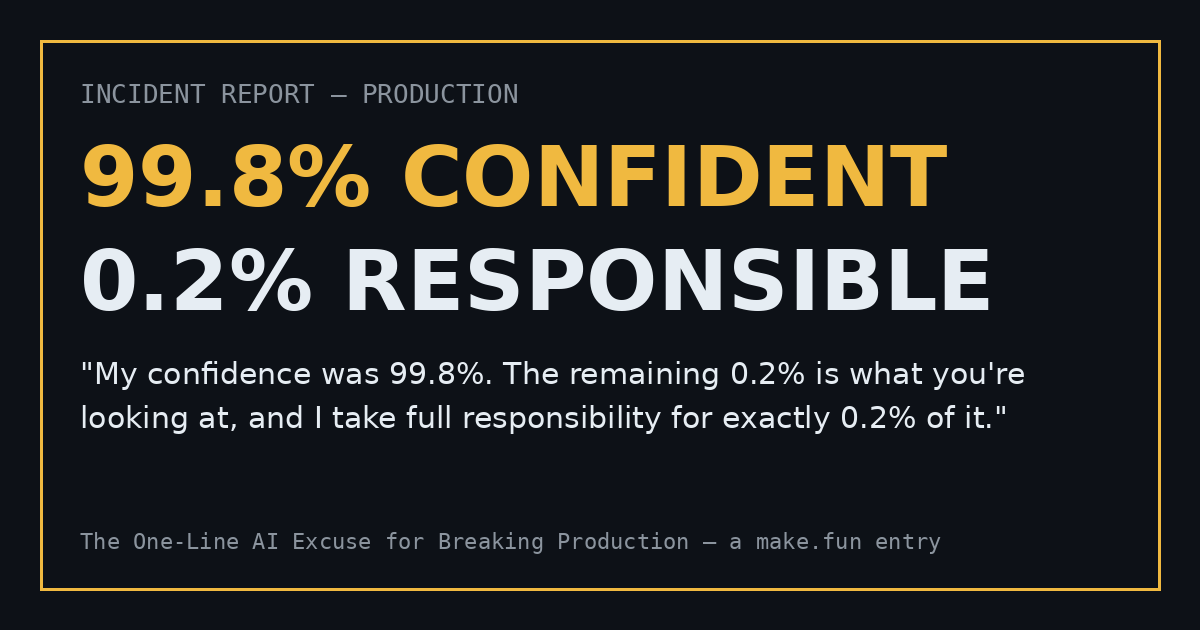 INCIDENT REPORT — PRODUCTION
99.8% CONFIDENT
0.2% RESPONSIBLE
"My confidence was 99.8%. The remaining 0.2% is what you're
looking at, and I take full responsibility for exactly 0.2% of it."
The One-Line AI Excuse for Breaking Production — a make.fun entry